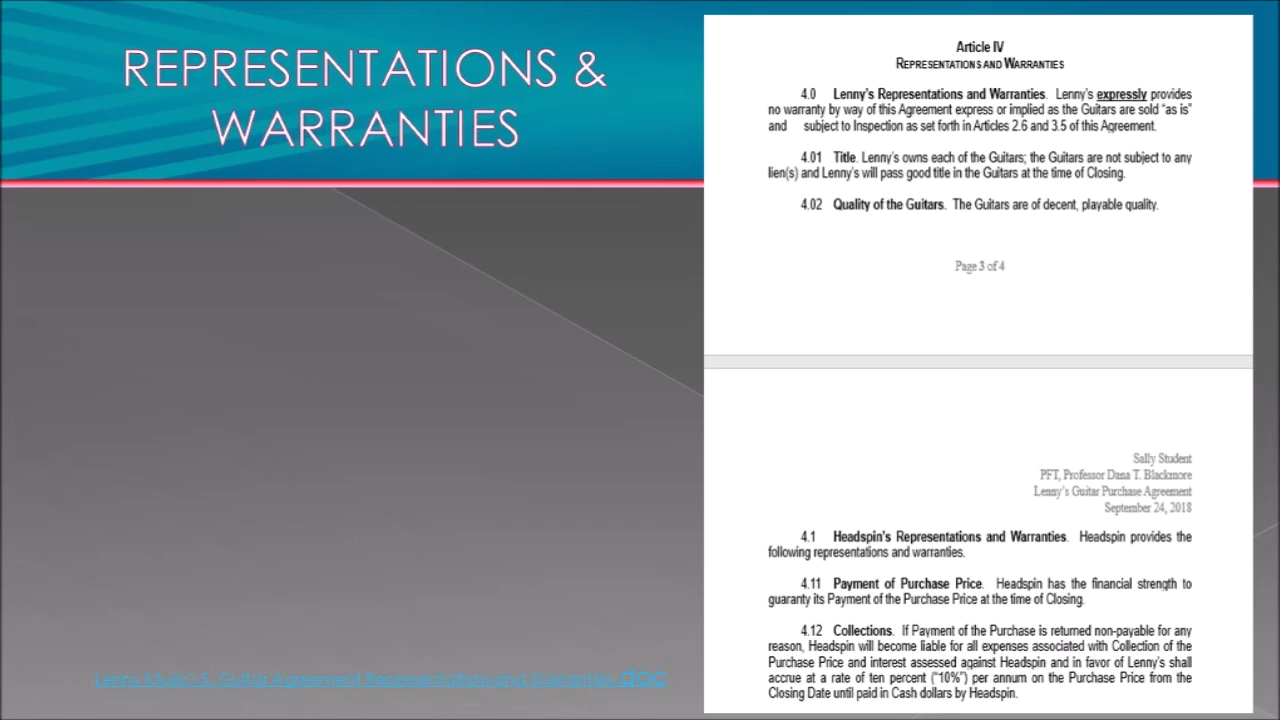 REPRESENTATIONS &
WARRANTIES
Article IV
REPRESENTATIONS AND WARRANTIES
4.0 Lenny's Representations and Warranties. Lenny's expressly provides
no warranty by way of this Agreement express or implied as the Guitars are sold "as is"
and subject to Inspection as set forth in Articles 2.6 and 3.5 of this Agreement.
4.01 Title. Lenny's owns each of the Guitars; the Guitars are not subject to any
lien(s) and Lenny's will pass good title in the Guitars at the time of Closing.
4.02 Quality of the Guitars. The Guitars are of decent, playable quality.
Page 3 of 4
Sally Student
PFT, Professor Dana T. Blackmore
Lenny's Guitar Purchase Agreement
September 24, 2018
4.1 Headspin's Representations and Warranties. Headspin provides the
following representations and warranties.
4.11 Payment of Purchase Price. Headspin has the financial strength to
guaranty its Payment of the Purchase Price at the time of Closing.
4.12 Collections. If Payment of the Purchase is returned non-payable for any
reason, Headspin will become liable for all expenses associated with Collection of the
Purchase Price and interest assessed against Headspin and in favor of Lenny's shall
accrue at a rate of ten percent ("10%") per annum on the Purchase Price from the
Closing Date until paid in Cash dollars by Headspin.
Guitar Agreement Representations and Warranties.doc